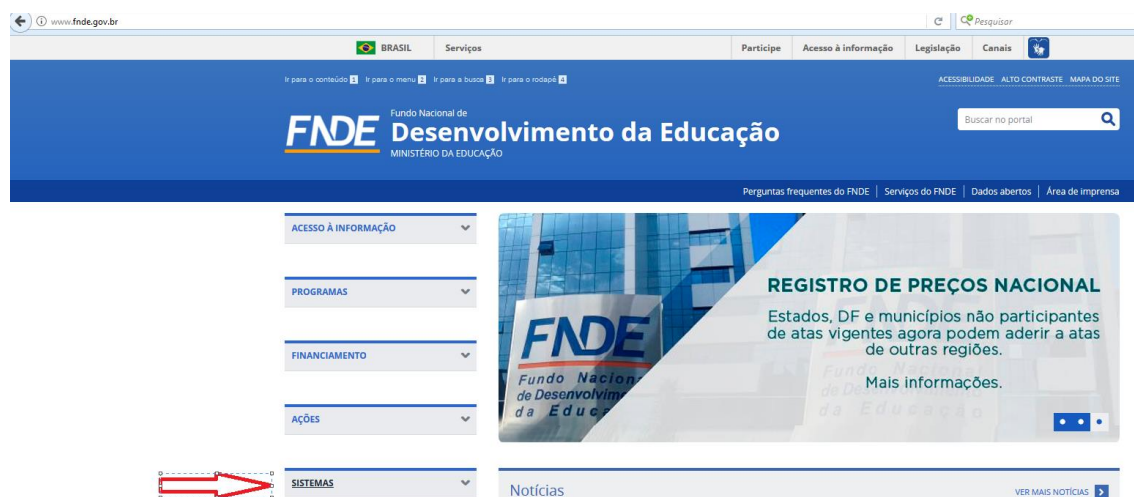 www.fnde.gov.br
Pesquisar
BRASIL Serviços Participe Acesso à informação Legislação Canais
Ir para o conteúdo 1 Ir para o menu 2 Ir para a busca 3 Ir para o rodapé 4
ACESSIBILIDADE ALTO CONTRASTE MAPA DO SITE
FNDE
Fundo Nacional de
Desenvolvimento da Educação
MINISTÉRIO DA EDUCAÇÃO
Buscar no portal
Perguntas frequentes do FNDE | Serviços do FNDE | Dados abertos | Área de imprensa
ACESSO À INFORMAÇÃO
PROGRAMAS
FINANCIAMENTO
AÇÕES
SISTEMAS
FNDE
Fundo Nacional
de Desenvolvimento
da Educação
REGISTRO DE PREÇOS NACIONAL
Estados, DF e municípios não participantes
de atas vigentes agora podem aderir a atas
de outras regiões.
Mais informações.
Notícias
VER MAIS NOTÍCIAS